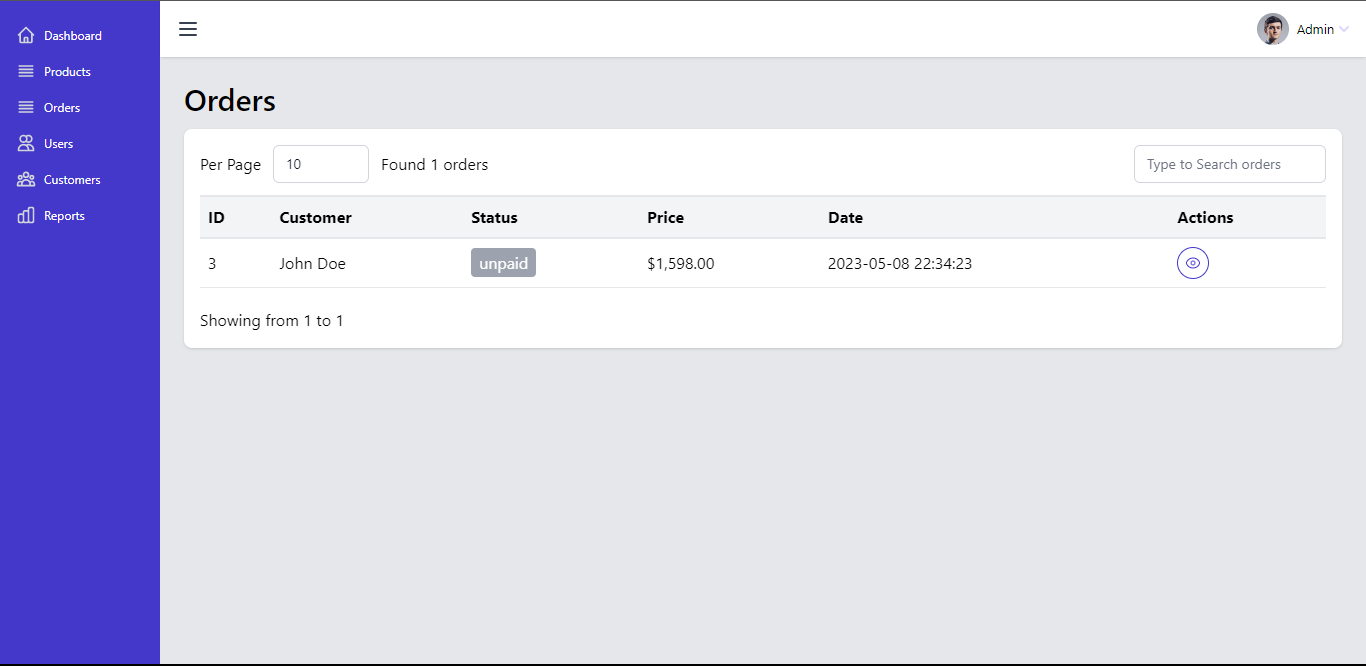 Dashboard
Products
Orders
Users
Customers
Reports
Admin
Orders
Per Page 10 Found 1 orders Type to Search orders
ID Customer Status Price Date Actions
3 John Doe unpaid $1,598.00 2023-05-08 22:34:23
Showing from 1 to 1